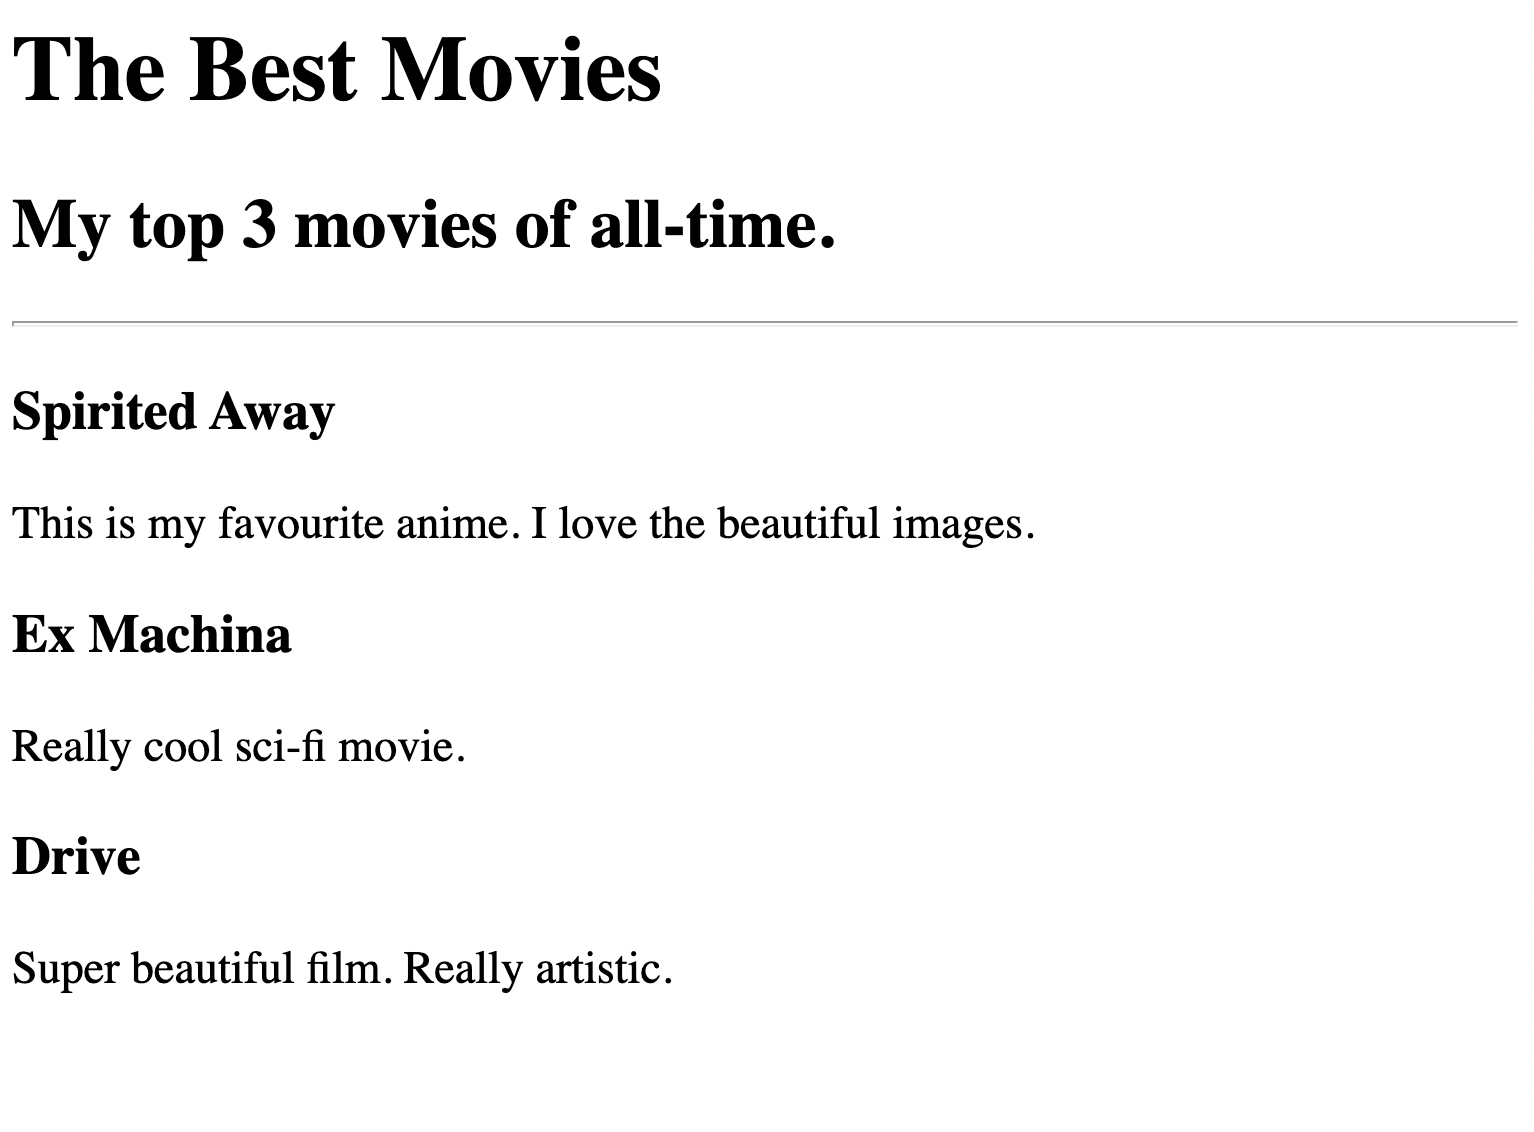 The Best Movies
My top 3 movies of all-time.
Spirited Away
This is my favourite anime. I love the beautiful images.
Ex Machina
Really cool sci-fi movie.
Drive
Super beautiful film. Really artistic.